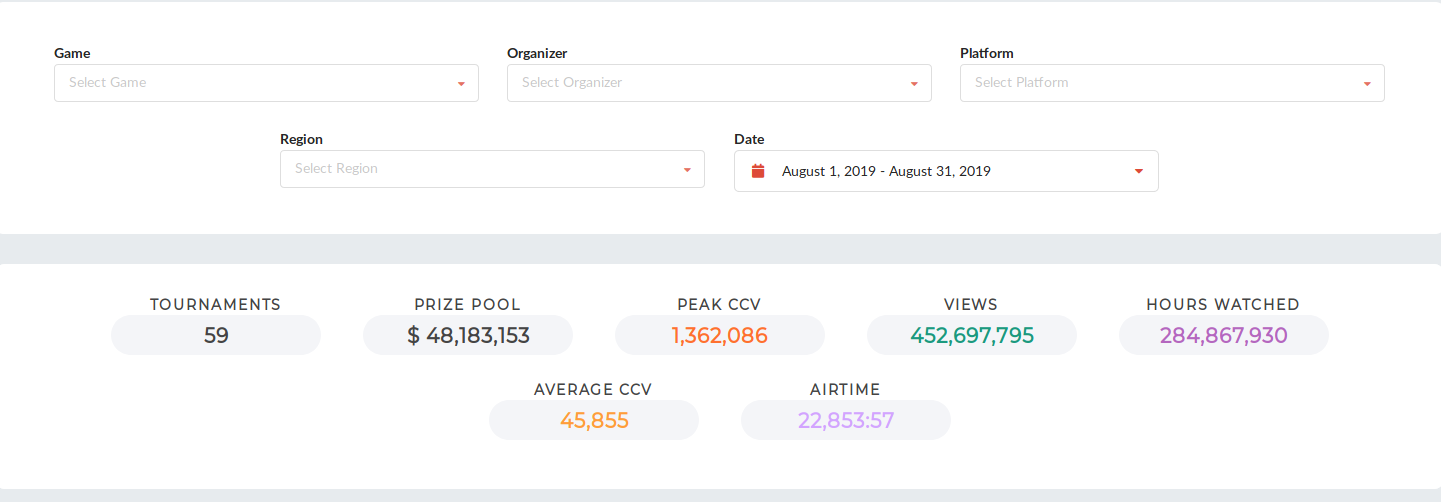 Game Organizer Platform
Select Game Select Organizer Select Platform
Region Date
Select Region August 1, 2019 - August 31, 2019
TOURNAMENTS PRIZE POOL PEAK CCV VIEWS HOURS WATCHED
59 $ 48,183,153 1,362,086 452,697,795 284,867,930
AVERAGE CCV AIRTIME
45,855 22,853:57